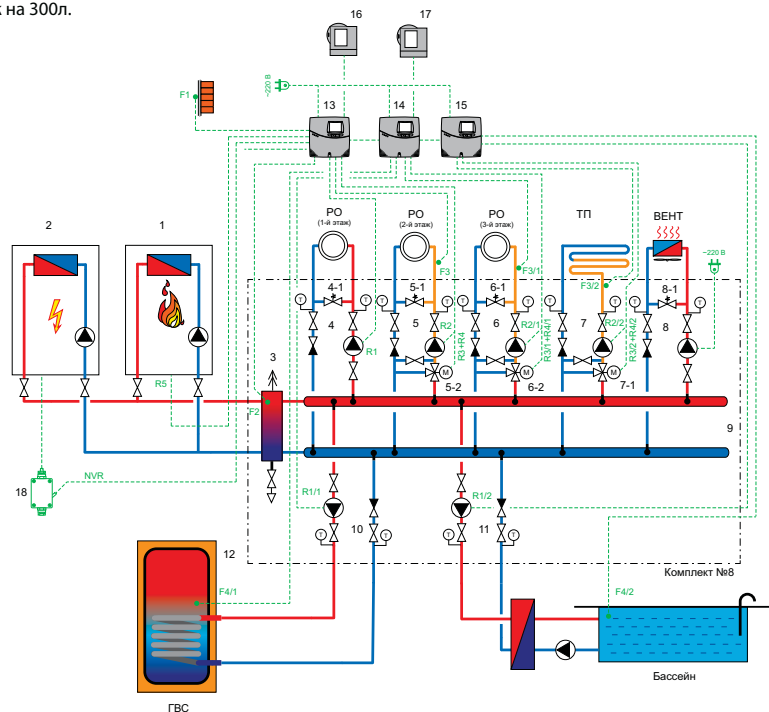 к на 300л.
16
17
~220 В
F1
13
14
15
2
1
РО
(1-й этаж)
РО
(2-й этаж)
РО
(3-й этаж)
ТП
ВЕНТ
~220 В
F3
F3/1
F3/2
4-1
5-1
6-1
8-1
T
T
T
T
T
T
T
T
T
T
4
5
6
7
8
R1
R2
R2/1
R2/2
R3+R4
R3/1+R4/1
R3/2+R4/2
3
M
M
M
5-2
6-2
7-1
R5
F2
9
NVR
18
R1/1
R1/2
T
T
T
T
10
11
12
Комплект №8
F4/1
F4/2
Бассейн
ГВС